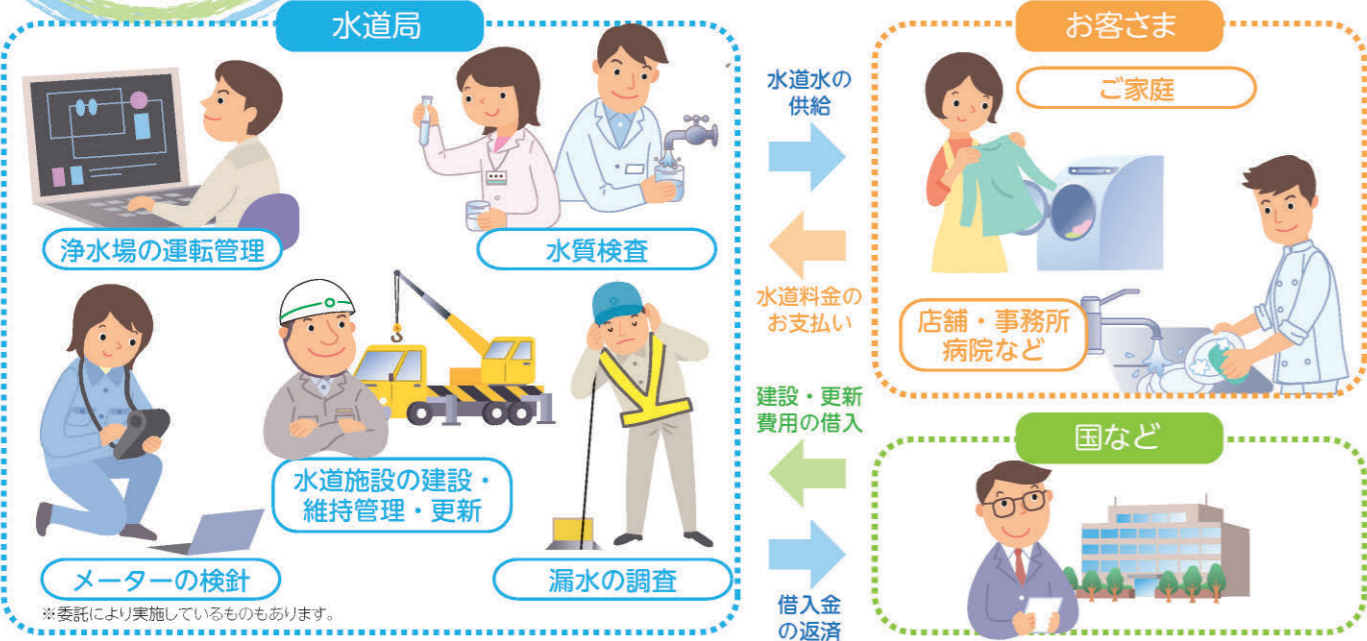 水道局
浄水場の運転管理
水質検査
水道施設の建設・
維持管理・更新
メーターの検針
漏水の調査
※委託により実施しているものもあります。
水道水の
供給
水道料金の
お支払い
建設・更新
費用の借入
借入金
の返済
お客さま
ご家庭
店舗・事務所
病院など
国など